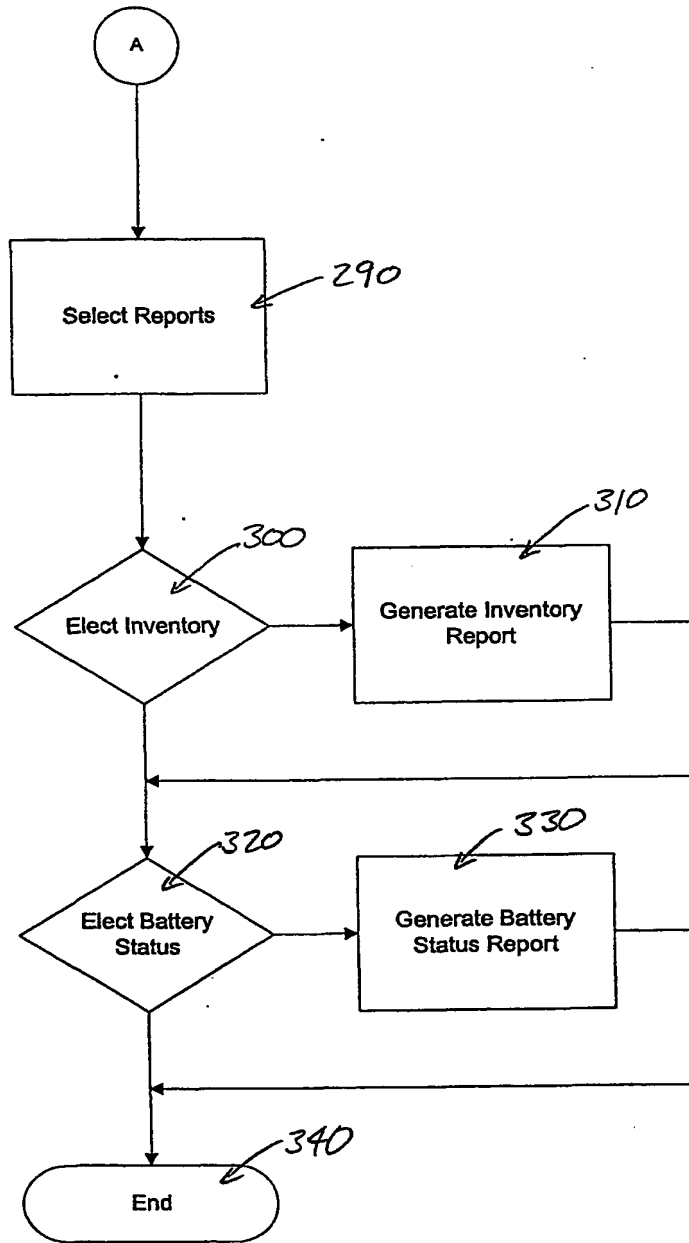 A
290
Select Reports
300
310
Elect Inventory
Generate Inventory
Report
320
330
Elect Battery
Status
Generate Battery
Status Report
340
End